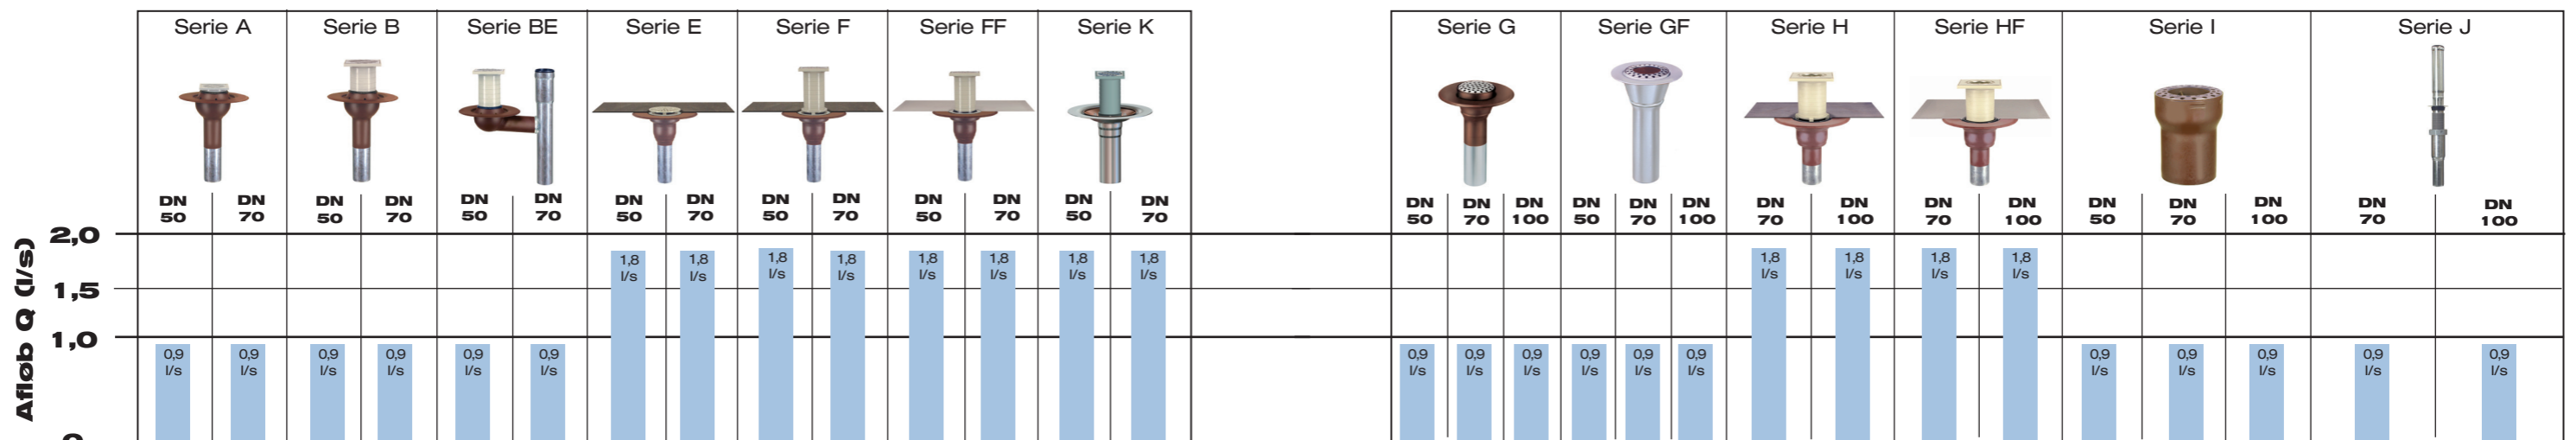 Serie A Serie B Serie BE Serie E Serie F Serie FF Serie K Serie G Serie GF Serie H Serie HF Serie I Serie J
DN DN DN DN DN DN DN DN DN DN DN DN DN DN DN DN DN DN DN DN DN DN DN DN DN DN DN DN DN
50 70 50 70 50 70 50 70 50 70 50 70 50 70 50 70 100 50 70 100 70 100 70 100 50 70 100 70 100
2,0
1,8 1,8 1,8 1,8 1,8 1,8 1,8 1,8 1,8 1,8 1,8 1,8
l/s l/s l/s l/s l/s l/s l/s l/s l/s l/s l/s l/s
1,5
1,0
0,9 0,9 0,9 0,9 0,9 0,9 0,9 0,9 0,9 0,9 0,9 0,9 0,9 0,9 0,9 0,9 0,9
l/s l/s l/s l/s l/s l/s l/s l/s l/s l/s l/s l/s l/s l/s l/s l/s l/s
Afløb Q (l/s)